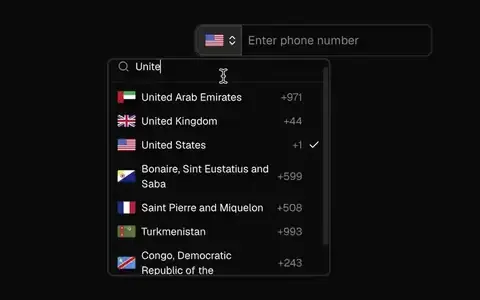 Enter phone number
Unite
United Arab Emirates +971
United Kingdom +44
United States +1
Bonaire, Sint Eustatius and
Saba +599
Saint Pierre and Miquelon +508
Turkmenistan +993
Congo, Democratic
Republic of the +243